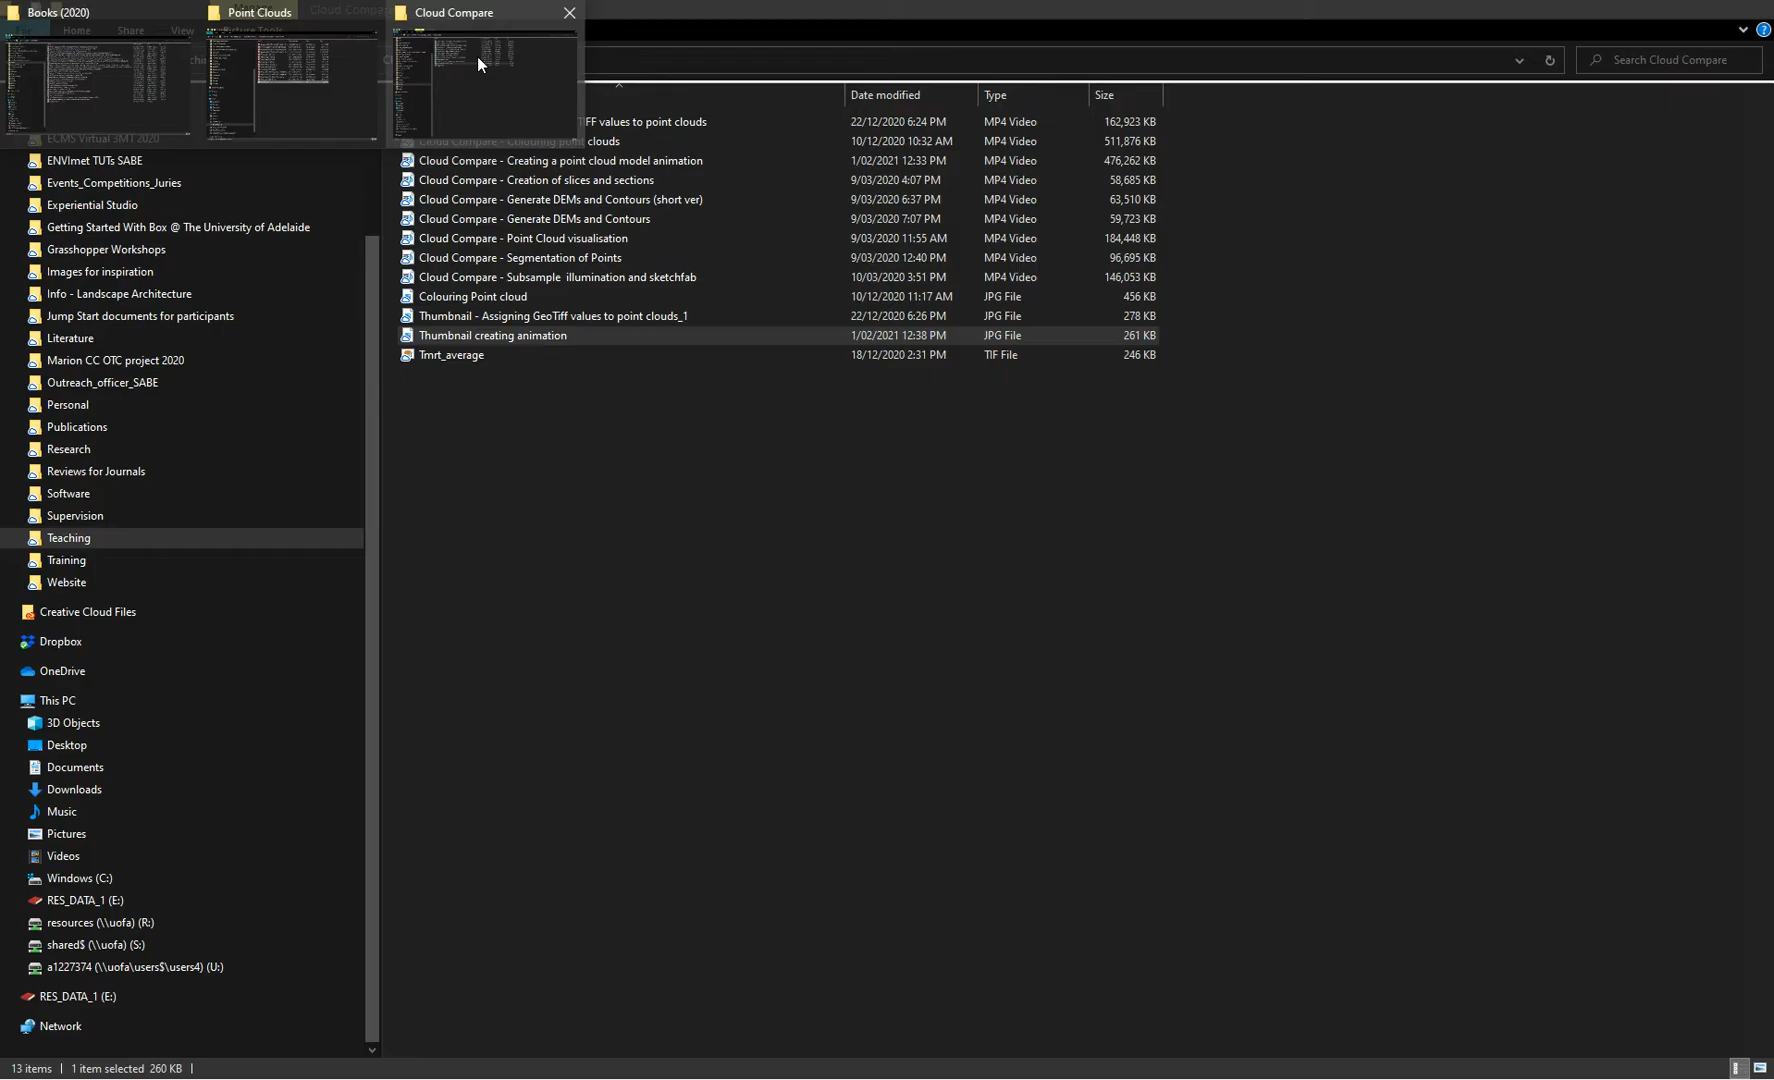 Books (2020)
Point Clouds
Cloud Compare
Home
Share
View
Search Cloud Compare
Date modified
Type
Size
ECMS Virtual 3MT 2020
ENVImet TUTs SABE
Events_Competitions_Juries
Experiential Studio
Getting Started With Box @ The University of Adelaide
Grasshopper Workshops
Images for inspiration
Info - Landscape Architecture
Jump Start documents for participants
Literature
Marion CC OTC project 2020
Outreach_officer_SABE
Personal
Publications
Research
Reviews for Journals
Software
Supervision
Teaching
Training
Website
Creative Cloud Files
Dropbox
OneDrive
This PC
3D Objects
Desktop
Documents
Downloads
Music
Pictures
Videos
Windows (C:)
RES_DATA_1 (E:)
resources (\\uofa) (R:)
shared$ (\\uofa) (S:)
a1227374 (\\uofa\users$\users4) (U:)
RES_DATA_1 (E:)
Network
IFF values to point clouds 22/12/2020 6:24 PM MP4 Video 162,923 KB
Cloud Compare - Colouring point clouds 10/12/2020 10:32 AM MP4 Video 511,876 KB
Cloud Compare - Creating a point cloud model animation 1/02/2021 12:33 PM MP4 Video 476,262 KB
Cloud Compare - Creation of slices and sections 9/03/2020 4:07 PM MP4 Video 58,685 KB
Cloud Compare - Generate DEMs and Contours (short ver) 9/03/2020 6:37 PM MP4 Video 63,510 KB
Cloud Compare - Generate DEMs and Contours 9/03/2020 7:07 PM MP4 Video 59,723 KB
Cloud Compare - Point Cloud visualisation 9/03/2020 11:55 AM MP4 Video 184,448 KB
Cloud Compare - Segmentation of Points 9/03/2020 12:40 PM MP4 Video 96,695 KB
Cloud Compare - Subsample illumination and sketchfab 10/03/2020 3:51 PM MP4 Video 146,053 KB
Colouring Point cloud 10/12/2020 11:17 AM JPG File 456 KB
Thumbnail - Assigning GeoTiff values to point clouds_1 22/12/2020 6:26 PM JPG File 278 KB
Thumbnail creating animation 1/02/2021 12:38 PM JPG File 261 KB
Tmrt_average 18/12/2020 2:31 PM TIF File 246 KB
13 items
1 item selected 260 KB